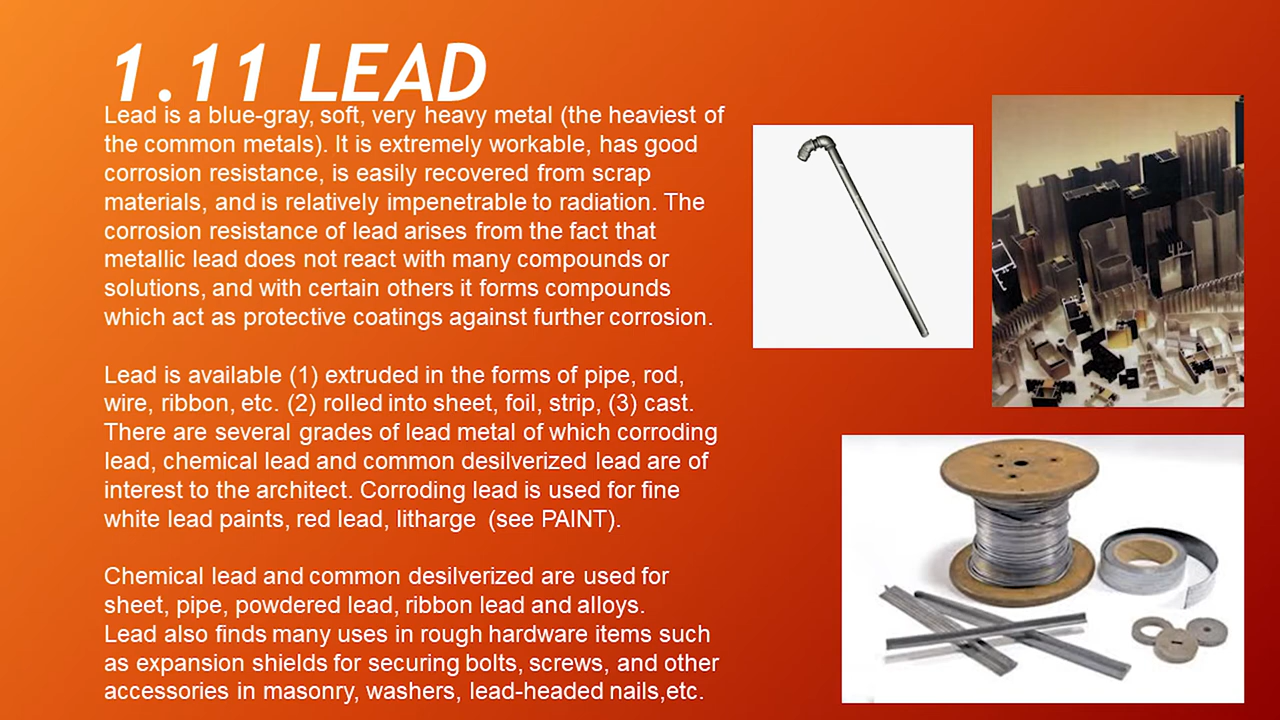 1.11 LEAD
Lead is a blue-gray, soft, very heavy metal (the heaviest of
the common metals). It is extremely workable, has good
corrosion resistance, is easily recovered from scrap
materials, and is relatively impenetrable to radiation. The
corrosion resistance of lead arises from the fact that
metallic lead does not react with many compounds or
solutions, and with certain others it forms compounds
which act as protective coatings against further corrosion.
Lead is available (1) extruded in the forms of pipe, rod,
wire, ribbon, etc. (2) rolled into sheet, foil, strip, (3) cast.
There are several grades of lead metal of which corroding
lead, chemical lead and common desilverized lead are of
interest to the architect. Corroding lead is used for fine
white lead paints, red lead, litharge (see PAINT).
Chemical lead and common desilverized are used for
sheet, pipe, powdered lead, ribbon lead and alloys.
Lead also finds many uses in rough hardware items such
as expansion shields for securing bolts, screws, and other
accessories in masonry, washers, lead-headed nails,etc.